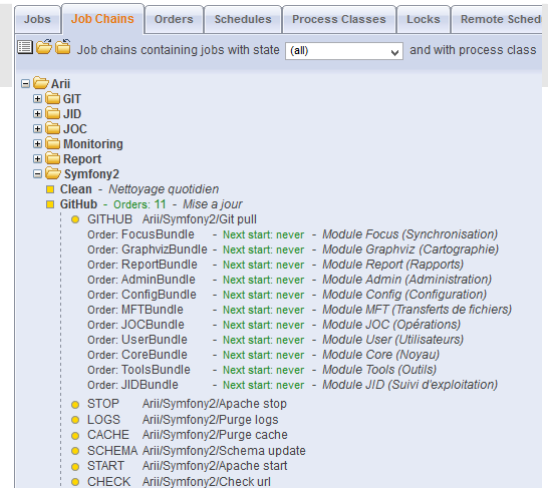 Jobs Job Chains Orders Schedules Process Classes Locks Remote Sched
Job chains containing jobs with state (all) and with process class
Arii
GIT
JID
JOC
Monitoring
Report
Symfony2
Clean - Nettoyage quotidien
GitHub - Orders: 11 - Mise a jour
GITHUB Arii/Symfony2/Git pull
Order: FocusBundle - Next start: never - Module Focus (Synchronisation)
Order: GraphvizBundle - Next start: never - Module Graphviz (Cartographie)
Order: ReportBundle - Next start: never - Module Report (Rapports)
Order: AdminBundle - Next start: never - Module Admin (Administration)
Order: ConfigBundle - Next start: never - Module Config (Configuration)
Order: MFTBundle - Next start: never - Module MFT (Transferts de fichiers)
Order: JOCBundle - Next start: never - Module JOC (Opérations)
Order: UserBundle - Next start: never - Module User (Utilisateurs)
Order: CoreBundle - Next start: never - Module Core (Noyau)
Order: ToolsBundle - Next start: never - Module Tools (Outils)
Order: JIDBundle - Next start: never - Module JID (Suivi d'exploitation)
STOP Arii/Symfony2/Apache stop
LOGS Arii/Symfony2/Purge logs
CACHE Arii/Symfony2/Purge cache
SCHEMA Arii/Symfony2/Schema update
START Arii/Symfony2/Apache start
CHECK Arii/Symfony2/Check url